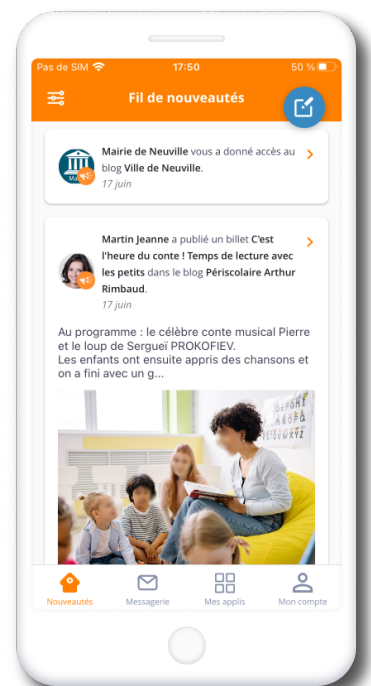 Pas de SIM 17:50 50 %
Fil de nouveautés
Mairie de Neuville vous a donné accès au
blog Ville de Neuville.
17 juin
Martin Jeanne a publié un billet C'est
l'heure du conte ! Temps de lecture avec
les petits dans le blog Périscolaire Arthur
Rimbaud.
17 juin
Au programme : le célèbre conte musical Pierre
et le loup de Sergueï PROKOFIEV.
Les enfants ont ensuite appris des chansons et
on a fini avec un g...
Nouveautés Messagerie Mes applis Mon compte